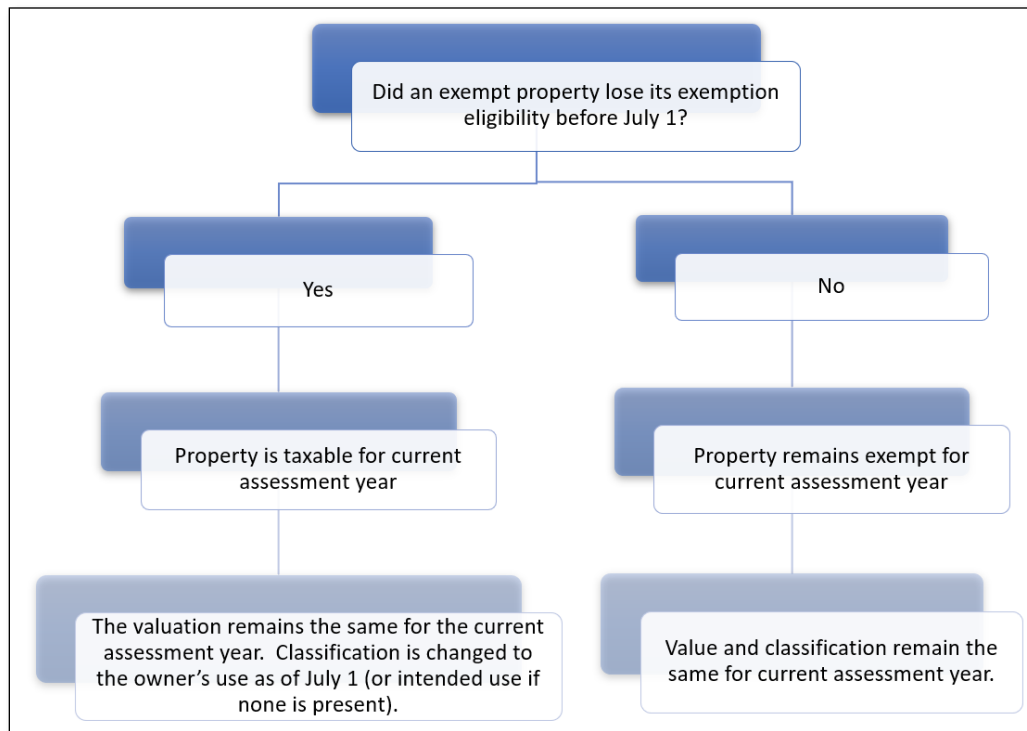 Did an exempt property lose its exemption
eligibility before July 1?
Yes
No
Property is taxable for current
assessment year
Property remains exempt for
current assessment year
The valuation remains the same for the current
assessment year.  Classification is changed to
the owner’s use as of July 1 (or intended use if
none is present).
Value and classification remain the
same for current assessment year.